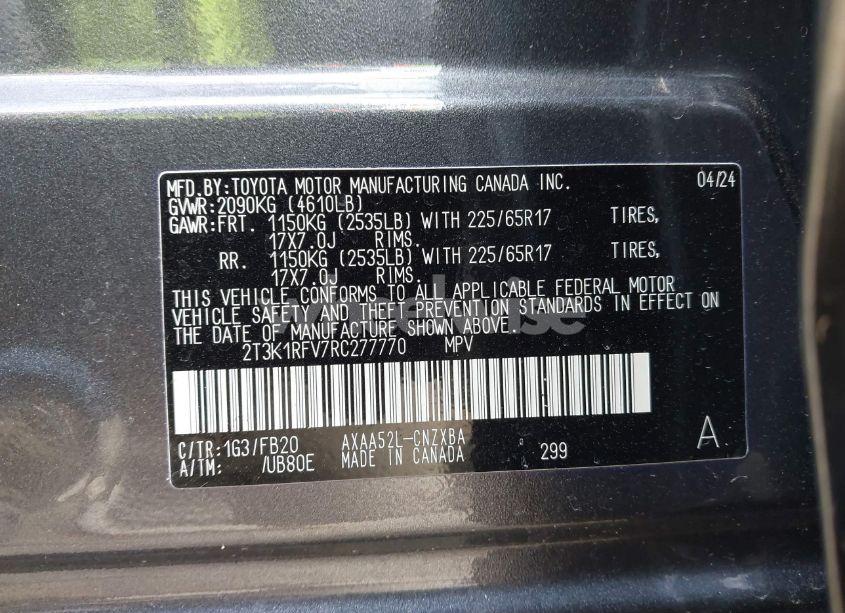 MFD.BY:TOYOTA MOTOR MANUFACTURING CANADA INC. 04/24
GVWR:2090KG (4610LB)
GAWR:FRT. 1150KG (2535LB) WITH 225/65R17 TIRES,
17X7.0J RIMS.
RR. 1150KG (2535LB) WITH 225/65R17 TIRES,
17X7.0J RIMS.
THIS VEHICLE CONFORMS TO ALL APPLICABLE FEDERAL MOTOR
VEHICLE SAFETY AND THEFT PREVENTION STANDARDS IN EFFECT ON
THE DATE OF MANUFACTURE SHOWN ABOVE.
2T3K1RFV7RC277770 MPV
C/TR:1G3/FB20 AXAA52L-CNZXBA A
A/TM: /UB80E MADE IN CANADA 299